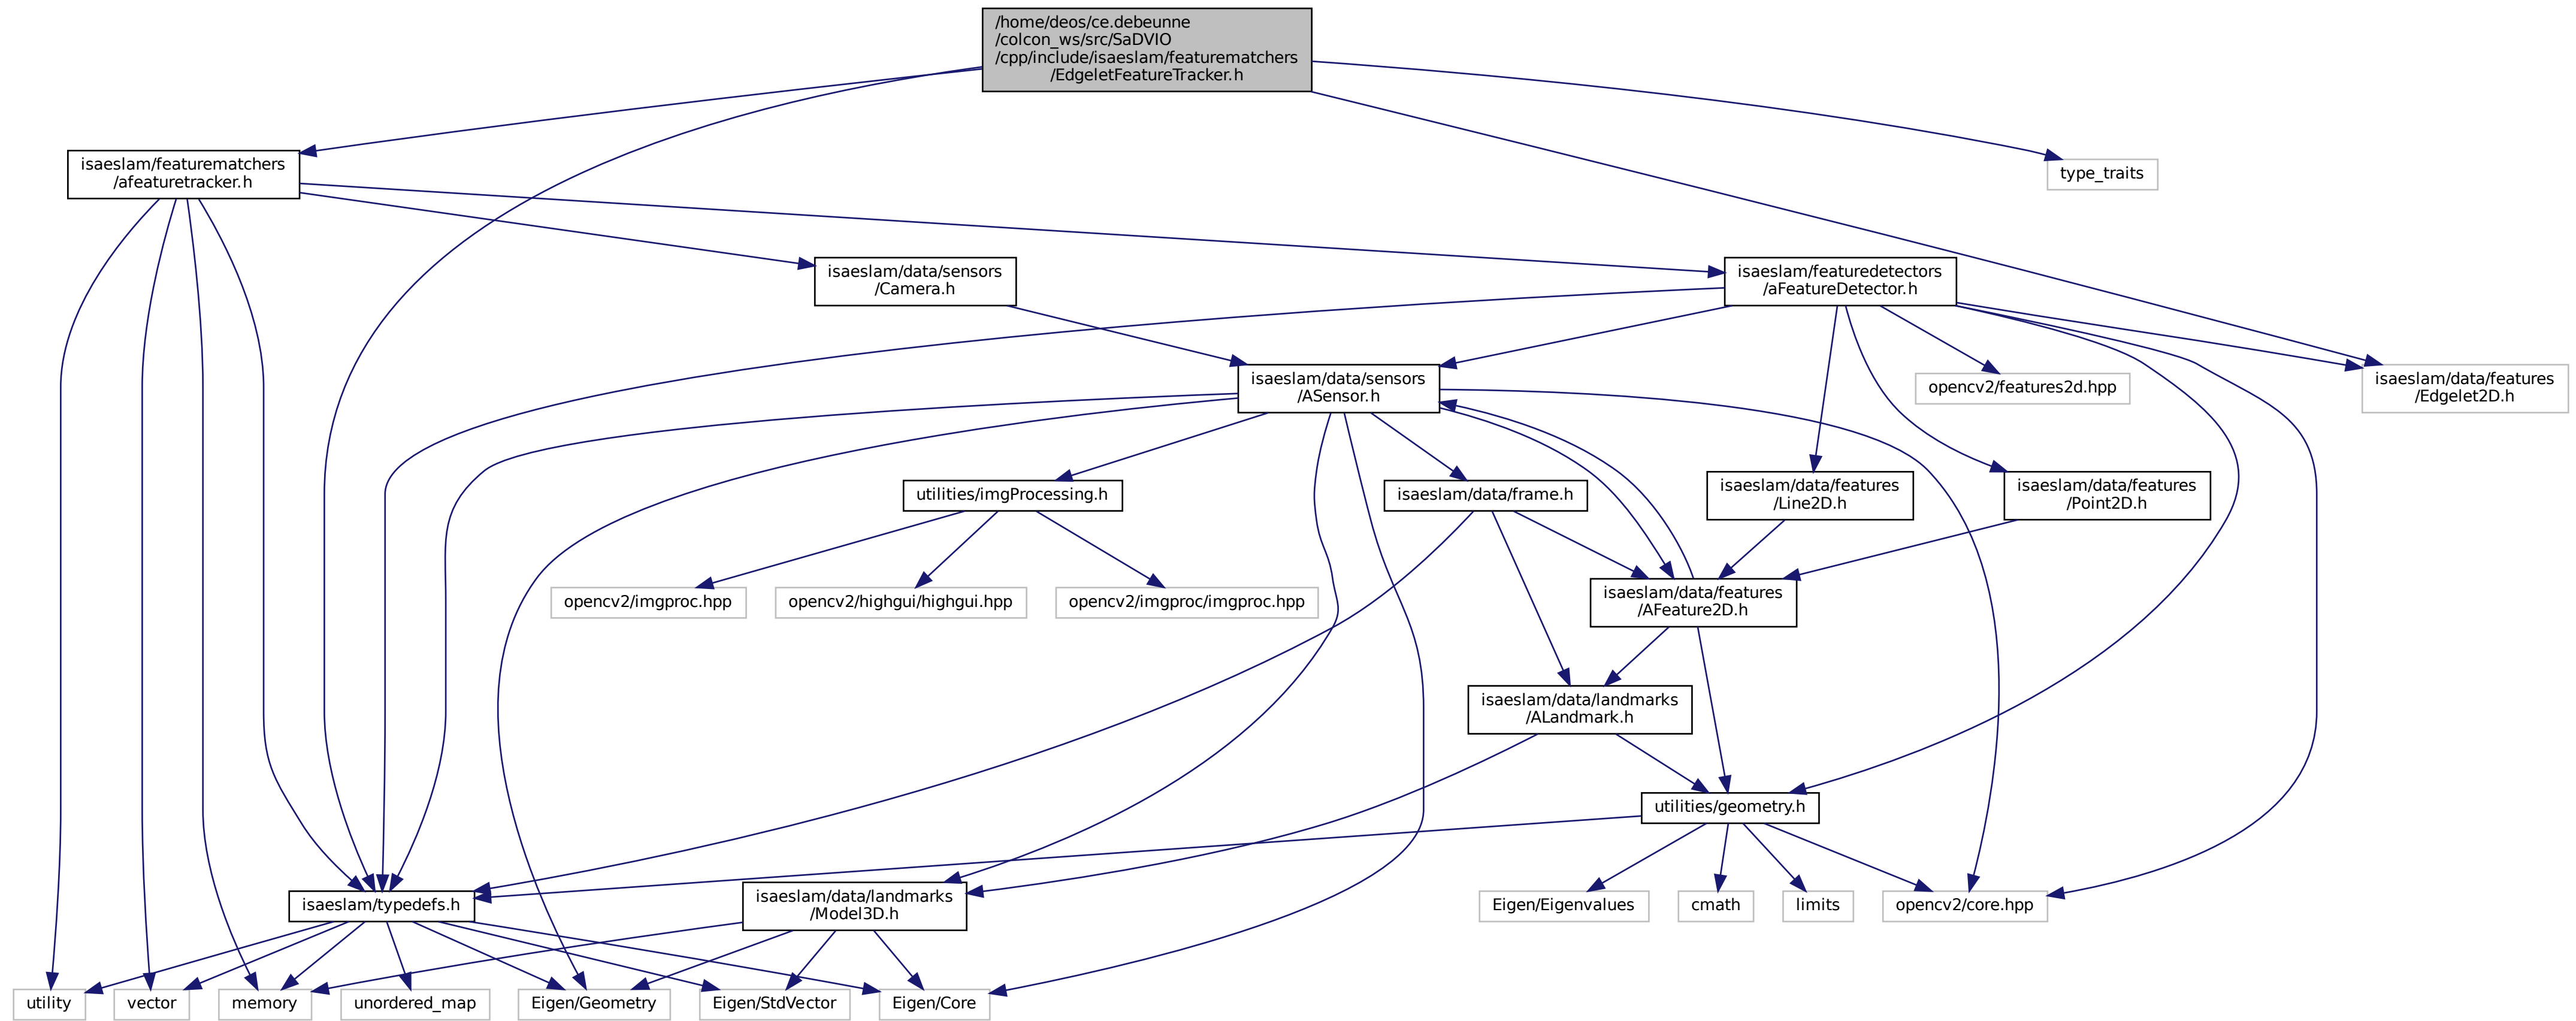 /home/deos/ce.debeunne
/colcon_ws/src/SaDVIO
/cpp/include/isaeslam/featurematchers
/EdgeletFeatureTracker.h
isaeslam/featurematchers
/afeaturetracker.h
type_traits
isaeslam/data/sensors
/Camera.h
isaeslam/featuredetectors
/aFeatureDetector.h
isaeslam/data/sensors
/ASensor.h
opencv2/features2d.hpp
isaeslam/data/features
/Edgelet2D.h
utilities/imgProcessing.h
isaeslam/data/frame.h
isaeslam/data/features
/Line2D.h
isaeslam/data/features
/Point2D.h
opencv2/imgproc.hpp
opencv2/highgui/highgui.hpp
opencv2/imgproc/imgproc.hpp
isaeslam/data/features
/AFeature2D.h
isaeslam/data/landmarks
/ALandmark.h
utilities/geometry.h
isaeslam/typedefs.h
isaeslam/data/landmarks
/Model3D.h
Eigen/Eigenvalues
cmath
limits
opencv2/core.hpp
utility
vector
memory
unordered_map
Eigen/Geometry
Eigen/StdVector
Eigen/Core